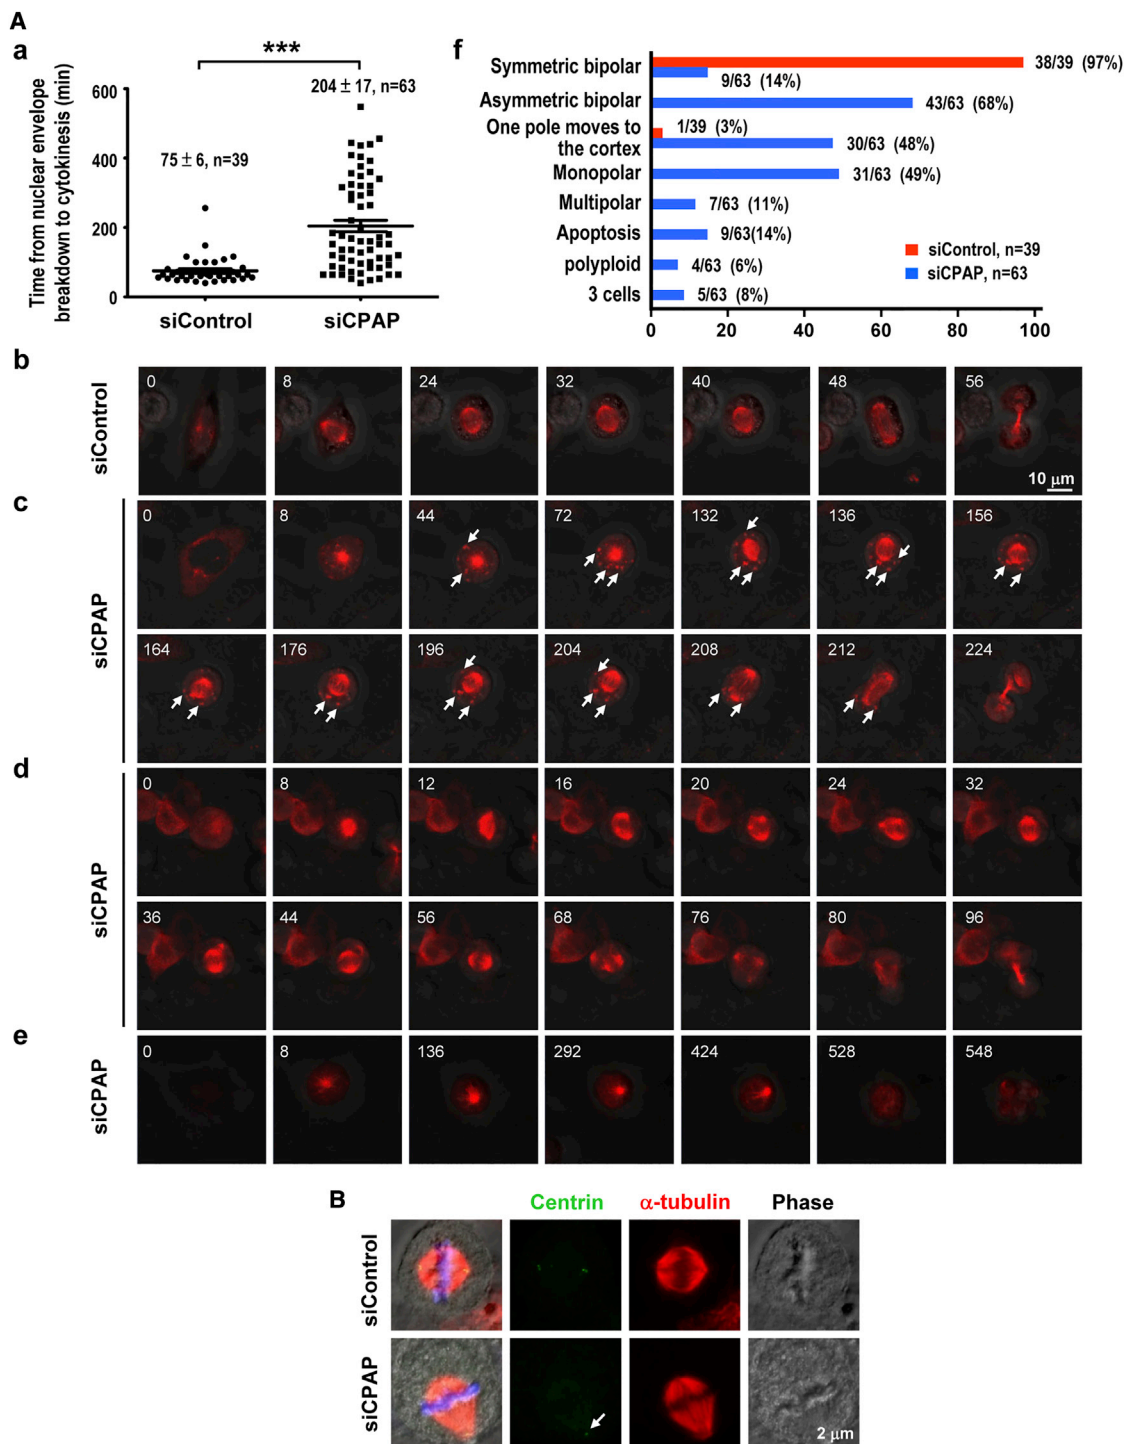 A
a
***
204 ± 17, n=63
75 ± 6, n=39
Time from nuclear envelope
breakdown to cytokinesis (min)
600
400
200
0
siControl
siCPAP
f
Symmetric bipolar
38/39 (97%)
9/63 (14%)
Asymmetric bipolar
43/63 (68%)
One pole moves to
the cortex
1/39 (3%)
30/63 (48%)
Monopolar
31/63 (49%)
Multipolar
7/63 (11%)
Apoptosis
9/63(14%)
polyploid
4/63 (6%)
3 cells
5/63 (8%)
siControl, n=39
siCPAP, n=63
0 20 40 60 80 100
b
siControl
0 8 24 32 40 48 56
10 µm
c
siCPAP
0 8 44 72 132 136 156
164 176 196 204 208 212 224
d
siCPAP
0 8 12 16 20 24 32
36 44 56 68 76 80 96
e
siCPAP
0 8 136 292 424 528 548
B
Centrin α-tubulin Phase
siControl
siCPAP
2 µm